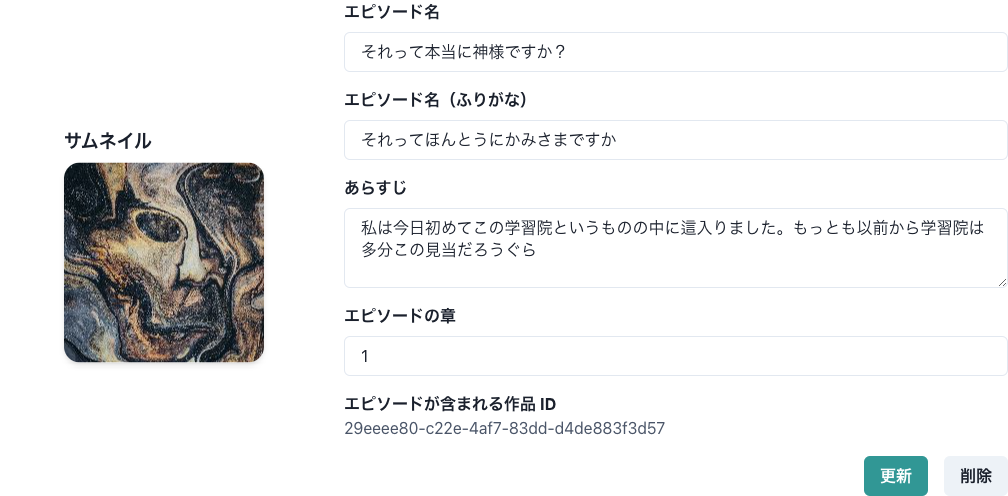 エピソード名
それって本当に神様ですか？
エピソード名（ふりがな）
それってほんとうにかみさまですか
サムネイル
あらすじ
私は今日初めてこの学習院というものの中に這入りました。もっとも以前から学習院は
多分この見当だろうぐら
エピソードの章
1
エピソードが含まれる作品 ID
29eeee80-c22e-4af7-83dd-d4de883f3d57
更新
削除